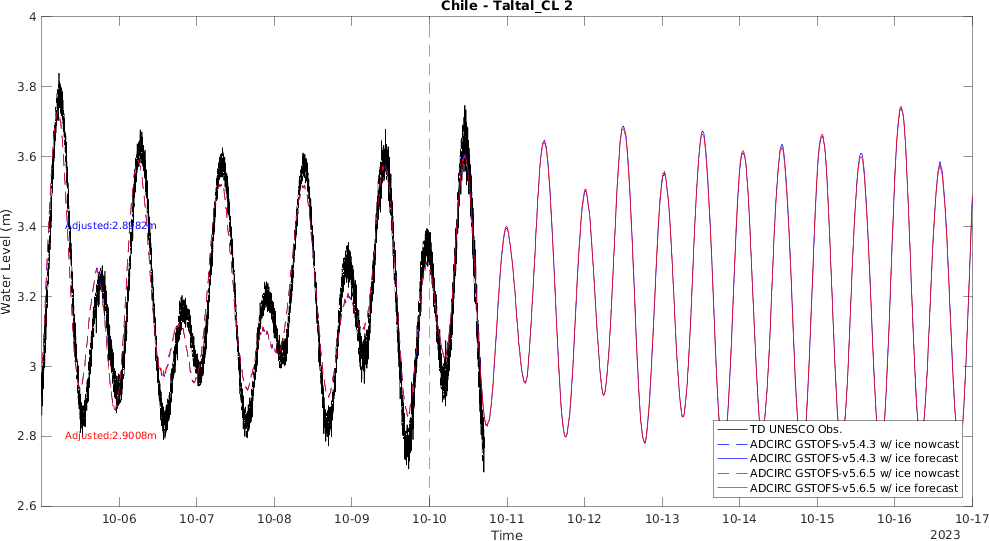 Chile - Taltal_CL 2
4
3.8
3.6
3.4
3.2
3
2.8
2.6
Water Level (m)
Adjusted:2.8982m
Adjusted:2.9008m
TD UNESCO Obs.
ADCIRC GSTOFS-v5.4.3 w/ ice nowcast
ADCIRC GSTOFS-v5.4.3 w/ ice forecast
ADCIRC GSTOFS-v5.6.5 w/ ice nowcast
ADCIRC GSTOFS-v5.6.5 w/ ice forecast
10-06 10-07 10-08 10-09 10-10 10-11 10-12 10-13 10-14 10-15 10-16 10-17
Time
2023